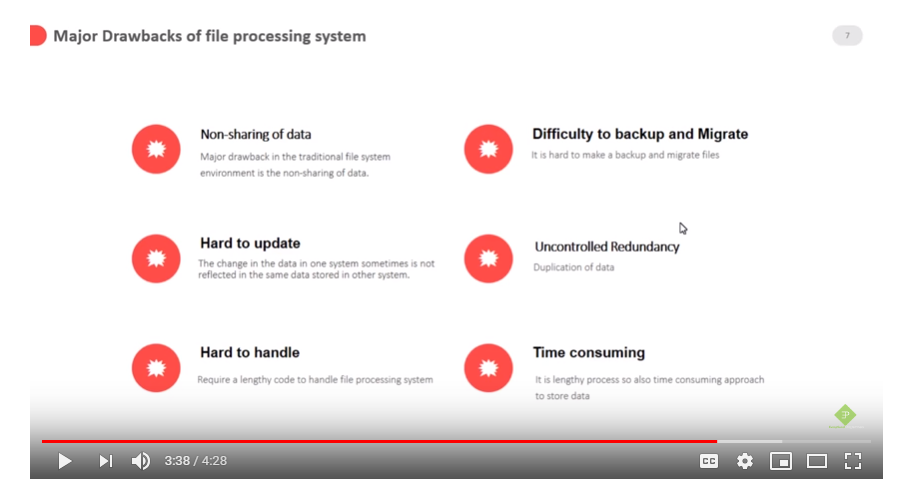 Major Drawbacks of file processing system
7
Non-sharing of data
Major drawback in the traditional file system
environment is the non-sharing of data.
Difficulty to backup and Migrate
It is hard to make a backup and migrate files
Hard to update
The change in the data in one system sometimes is not
reflected in the same data stored in other system.
Uncontrolled Redundancy
Duplication of data
Hard to handle
Require a lengthy code to handle file processing system
Time consuming
It is lengthy process so also time consuming approach
to store data
3:38 / 4:28
CC